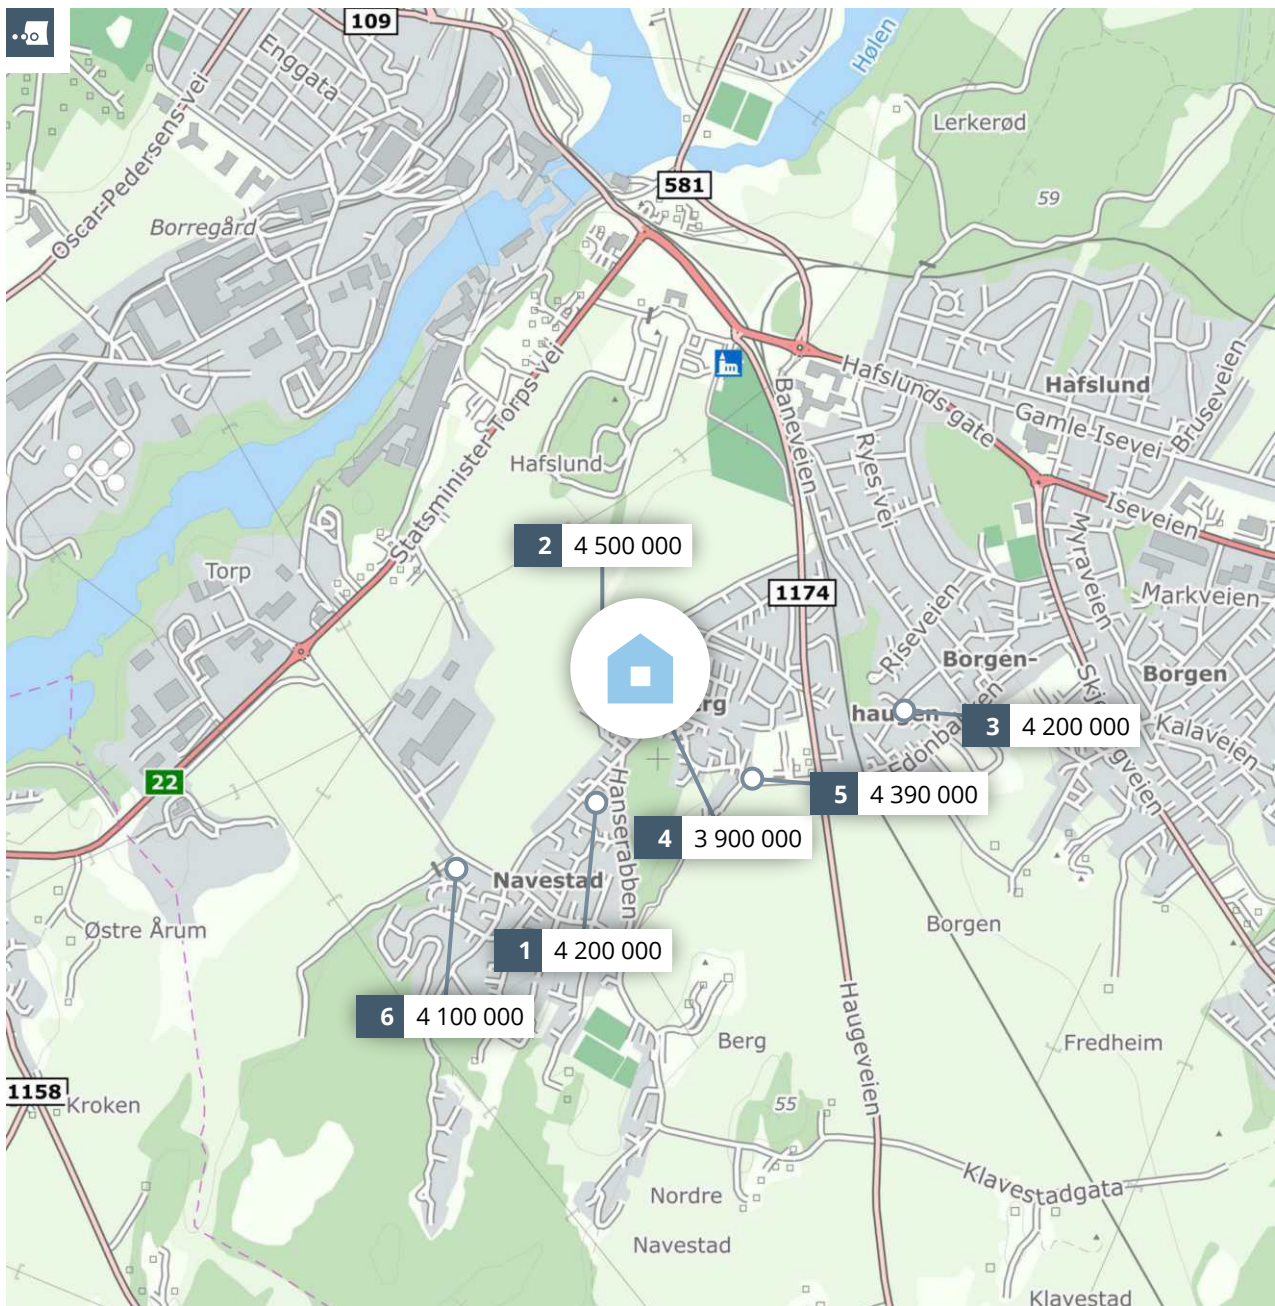 109
Enggata
Hølen
Oscar-Pedersens-vei
Lerkerød
581
59
Borregård
Hafslunds gate
Hafslund
Bruseveien
Gamle-Isevei
Baneveien
Ryesvei
Statsminister-Torps-vei
Hafslund
Iseveien
Myraveien
2 4 500 000
Torp
1174
Markveien
Riseveien
Borgen-
haugen
Borgen
3 4 200 000
Kalaveien
22
Hanserabben
5 4 390 000
4 3 900 000
Navestad
Østre Årum
Borgen
1 4 200 000
6 4 100 000
Haugeveien
Berg
Fredheim
1158
Kroken
55
Klavestadgata
Nordre
Navestad
Klavestad